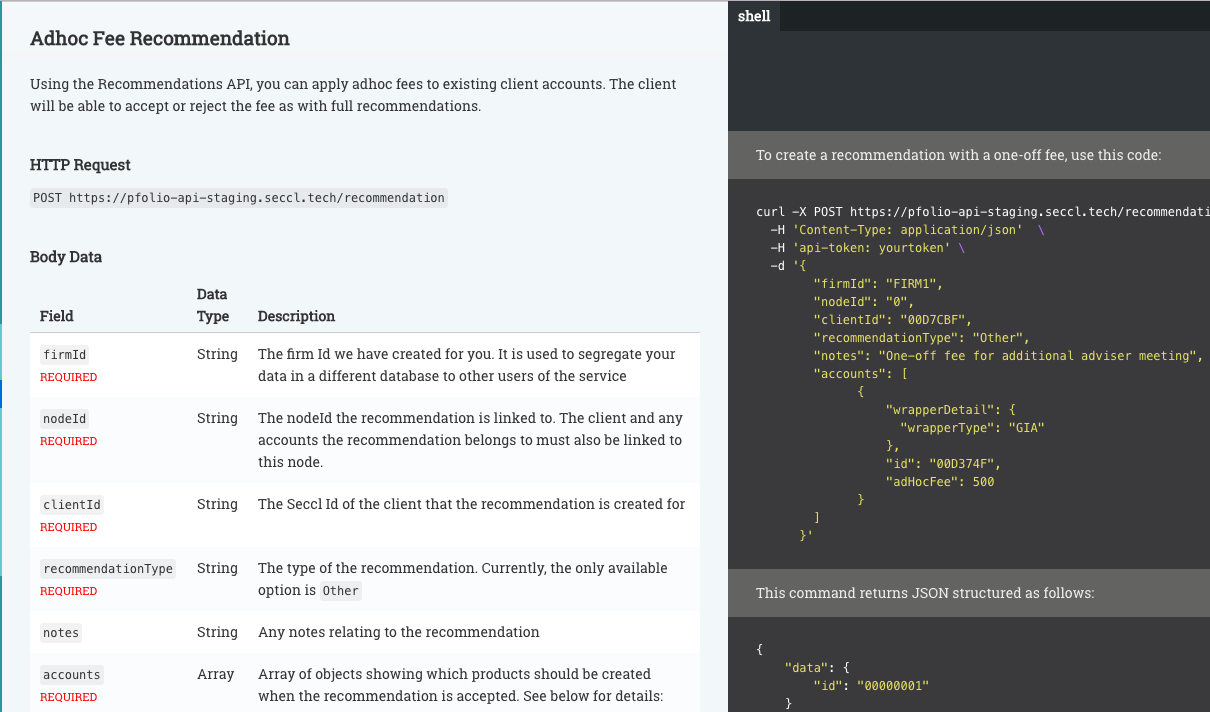 Adhoc Fee Recommendation
Using the Recommendations API, you can apply adhoc fees to existing client accounts. The client
will be able to accept or reject the fee as with full recommendations.
HTTP Request
POST https://pfolio-api-staging.seccl.tech/recommendation
Body Data
Field Data Type Description
firmId String The firm Id we have created for you. It is used to segregate your
REQUIRED data in a different database to other users of the service
nodeId String The nodeId the recommendation is linked to. The client and any
REQUIRED accounts the recommendation belongs to must also be linked to
this node.
clientId String The Seccl Id of the client that the recommendation is created for
REQUIRED
recommendationType String The type of the recommendation. Currently, the only available
REQUIRED option is Other
notes String Any notes relating to the recommendation
accounts Array Array of objects showing which products should be created
REQUIRED when the recommendation is accepted. See below for details:
shell
To create a recommendation with a one-off fee, use this code:
curl -X POST https://pfolio-api-staging.seccl.tech/recommendati
-H 'Content-Type: application/json' \
-H 'api-token: yourtoken' \
-d '{
"firmId": "FIRM1",
"nodeId": "0",
"clientId": "00D7CBF",
"recommendationType": "Other",
"notes": "One-off fee for additional adviser meeting",
"accounts": [
{
"wrapperDetail": {
"wrapperType": "GIA"
},
"id": "00D374F",
"adHocFee": 500
}
]
}'
This command returns JSON structured as follows:
{
"data": {
"id": "00000001"
}